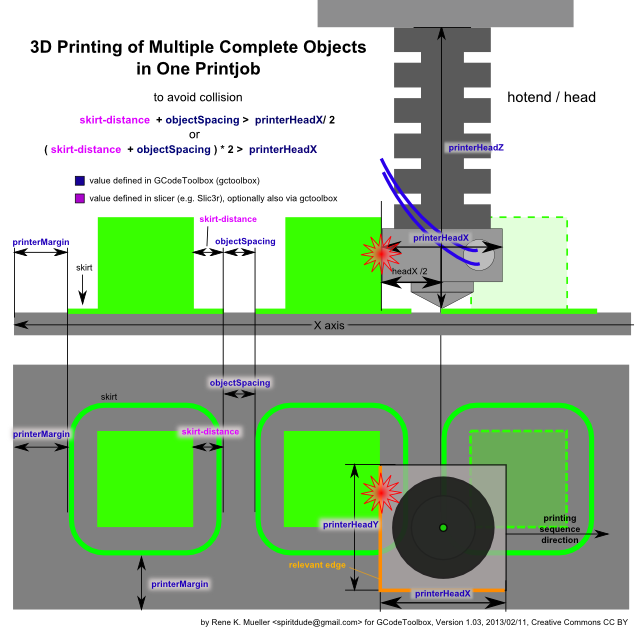 3D Printing of Multiple Complete Objects
in One Printjob
to avoid collision
skirt-distance + objectSpacing > printerHeadX/ 2
or
( skirt-distance + objectSpacing ) * 2 > printerHeadX
hotend / head
printerHeadZ
value defined in GCodeToolbox (gctoolbox)
value defined in slicer (e.g. Slic3r), optionally also via gctoolbox
skirt-distance
printerMargin
objectSpacing
printerHeadX
skirt
headX /2
X axis
objectSpacing
skirt
printerMargin
skirt-distance
printerHeadY
printing
sequence
direction
relevant edge
printerMargin
printerHeadX
by Rene K. Mueller <spiritdude@gmail.com> for GCodeToolbox, Version 1.03, 2013/02/11, Creative Commons CC BY